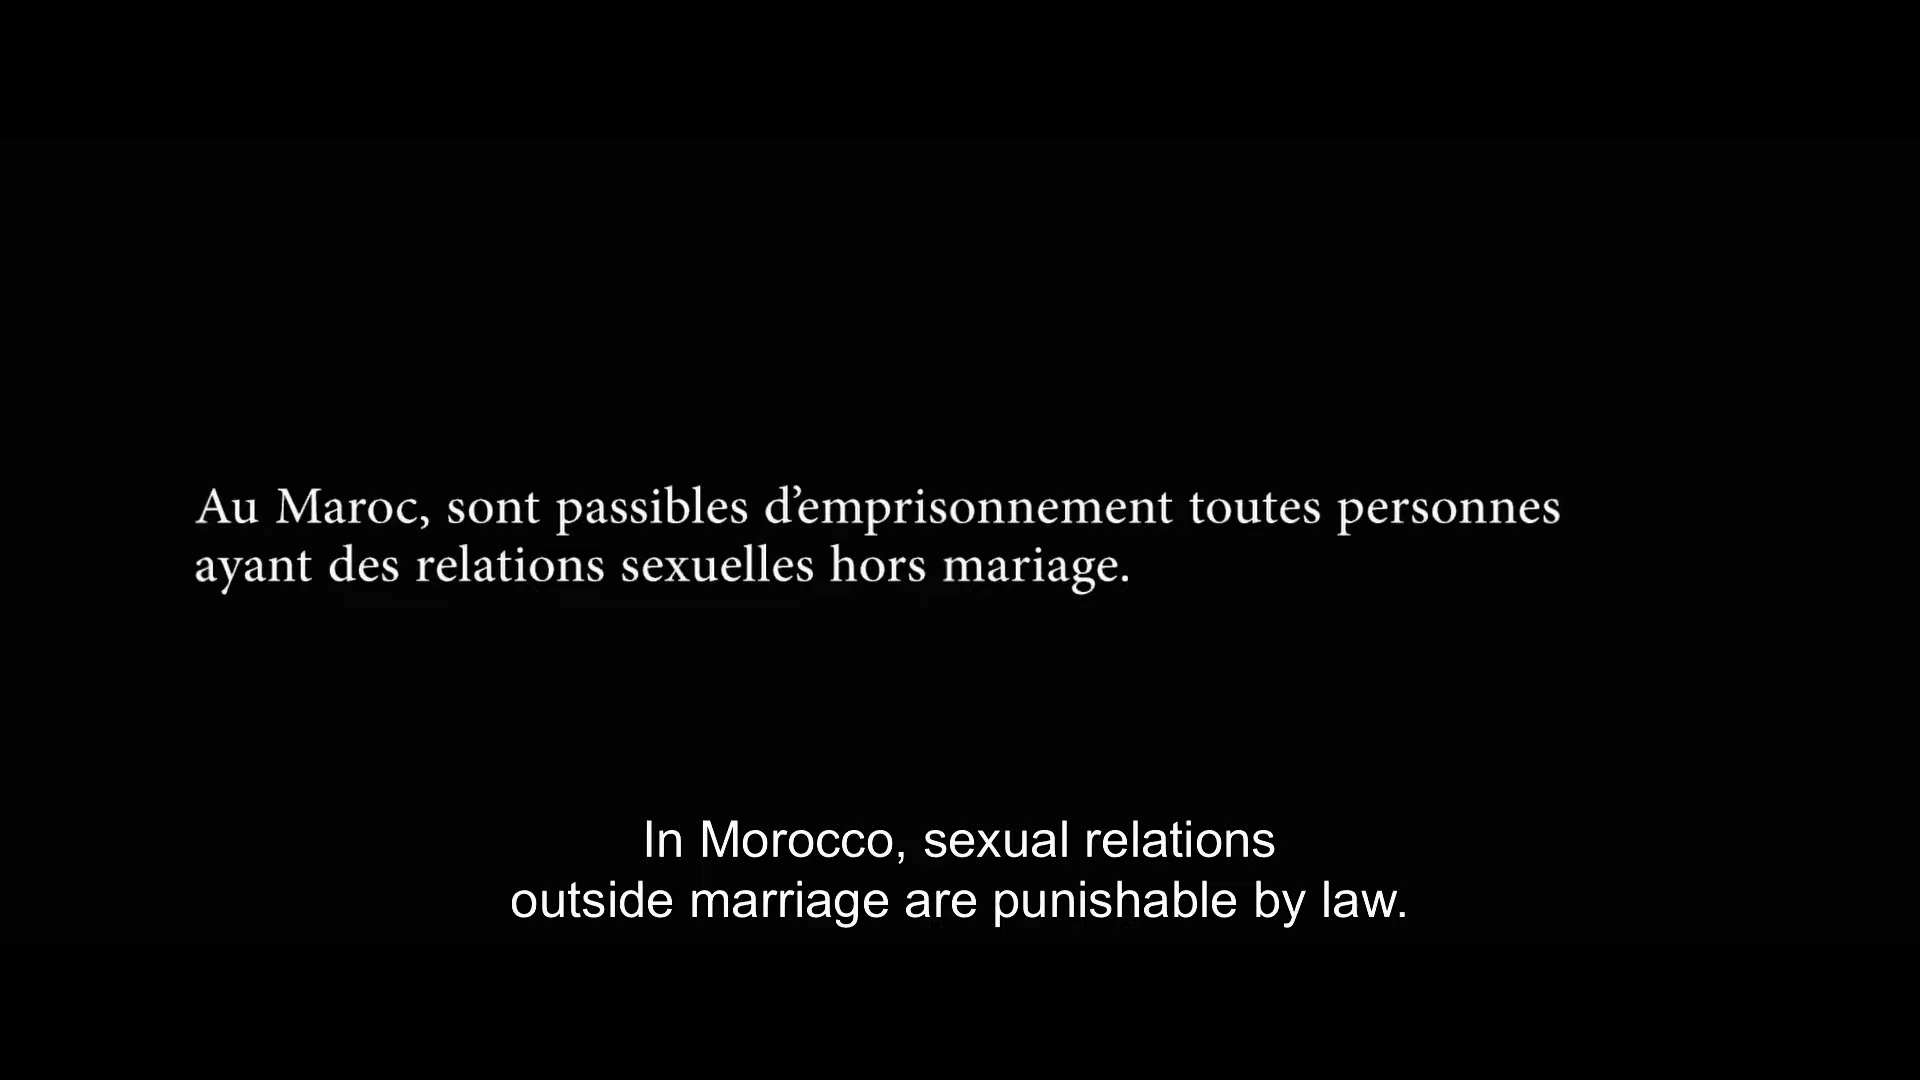 Au Maroc, sont passibles d’emprisonnement toutes personnes
ayant des relations sexuelles hors mariage.
In Morocco, sexual relations
outside marriage are punishable by law.